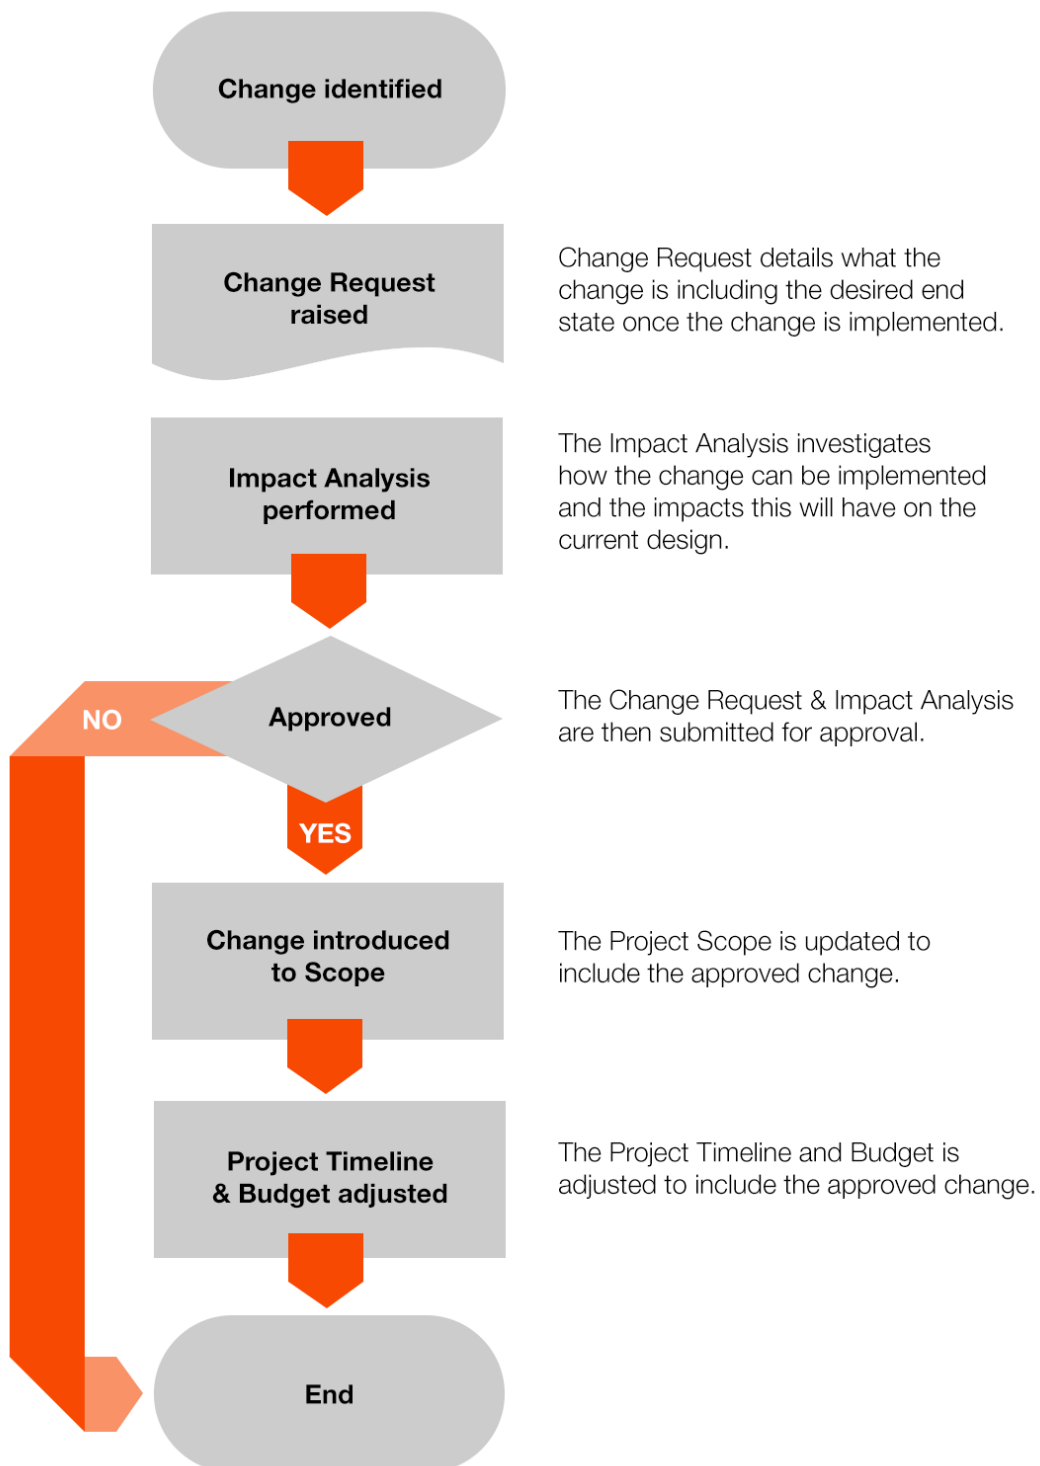 Change identified
Change Request
raised
Change Request details what the
change is including the desired end
state once the change is implemented.
Impact Analysis
performed
The Impact Analysis investigates
how the change can be implemented
and the impacts this will have on the
current design.
NO
Approved
The Change Request & Impact Analysis
are then submitted for approval.
YES
Change introduced
to Scope
The Project Scope is updated to
include the approved change.
Project Timeline
& Budget adjusted
The Project Timeline and Budget is
adjusted to include the approved change.
End